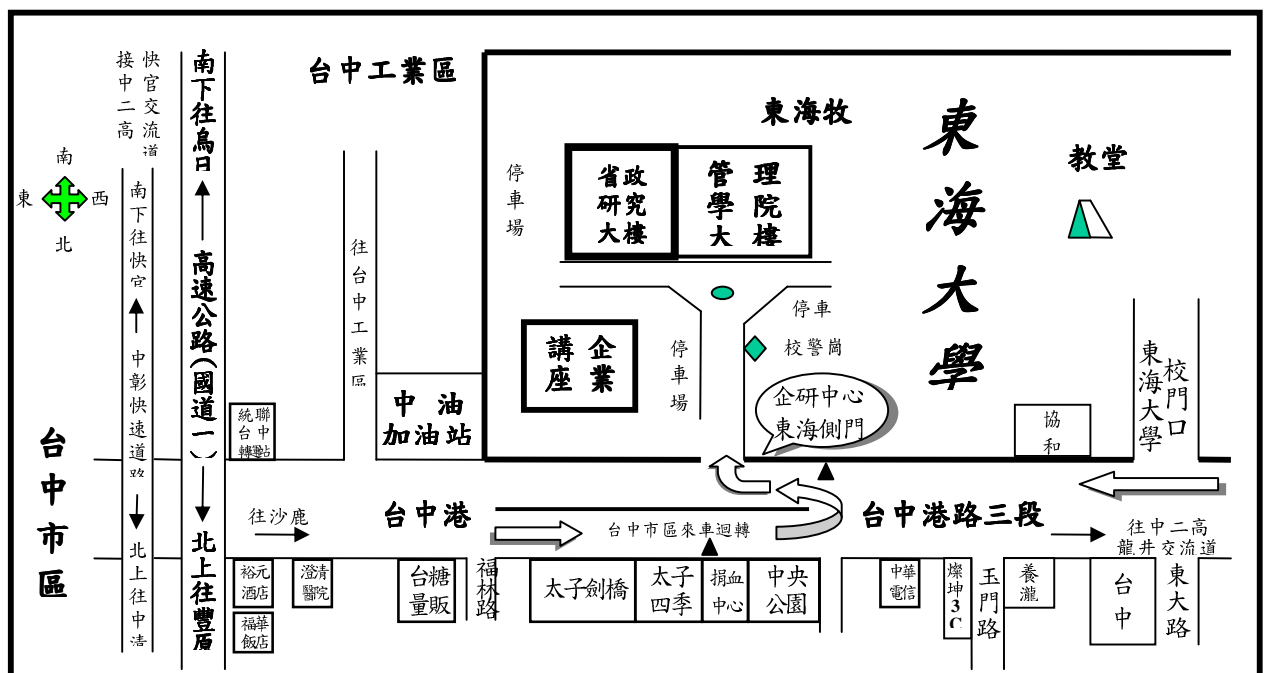 快官交流道
接中二高
南下往烏日
台中工業區
東海牧
東海大學
教堂
南
東 西
北
停車場
省政
研究
大樓
管理
學院
大樓
南下往快官
往台中工業區
高速公路(國道一)
停車
校警崗
停車場
企業
講座
中油
加油站
企研中心
東海側門
協和
東海大學
校門口
統聯
台中
轉運站
中彰快速道路
台中市區
往沙鹿
台中港
台中市區來車迴轉
台中港路三段
往中二高
龍井交流道
北上往中清
北上往豐原
裕元
酒店
福華
飯店
澄清
醫院
台糖
量販
福林路
太子劍橋
太子
四季
捐血
中心
中央
公園
中華
電信
燦坤3C
玉門路
養瀧
台中
東大路